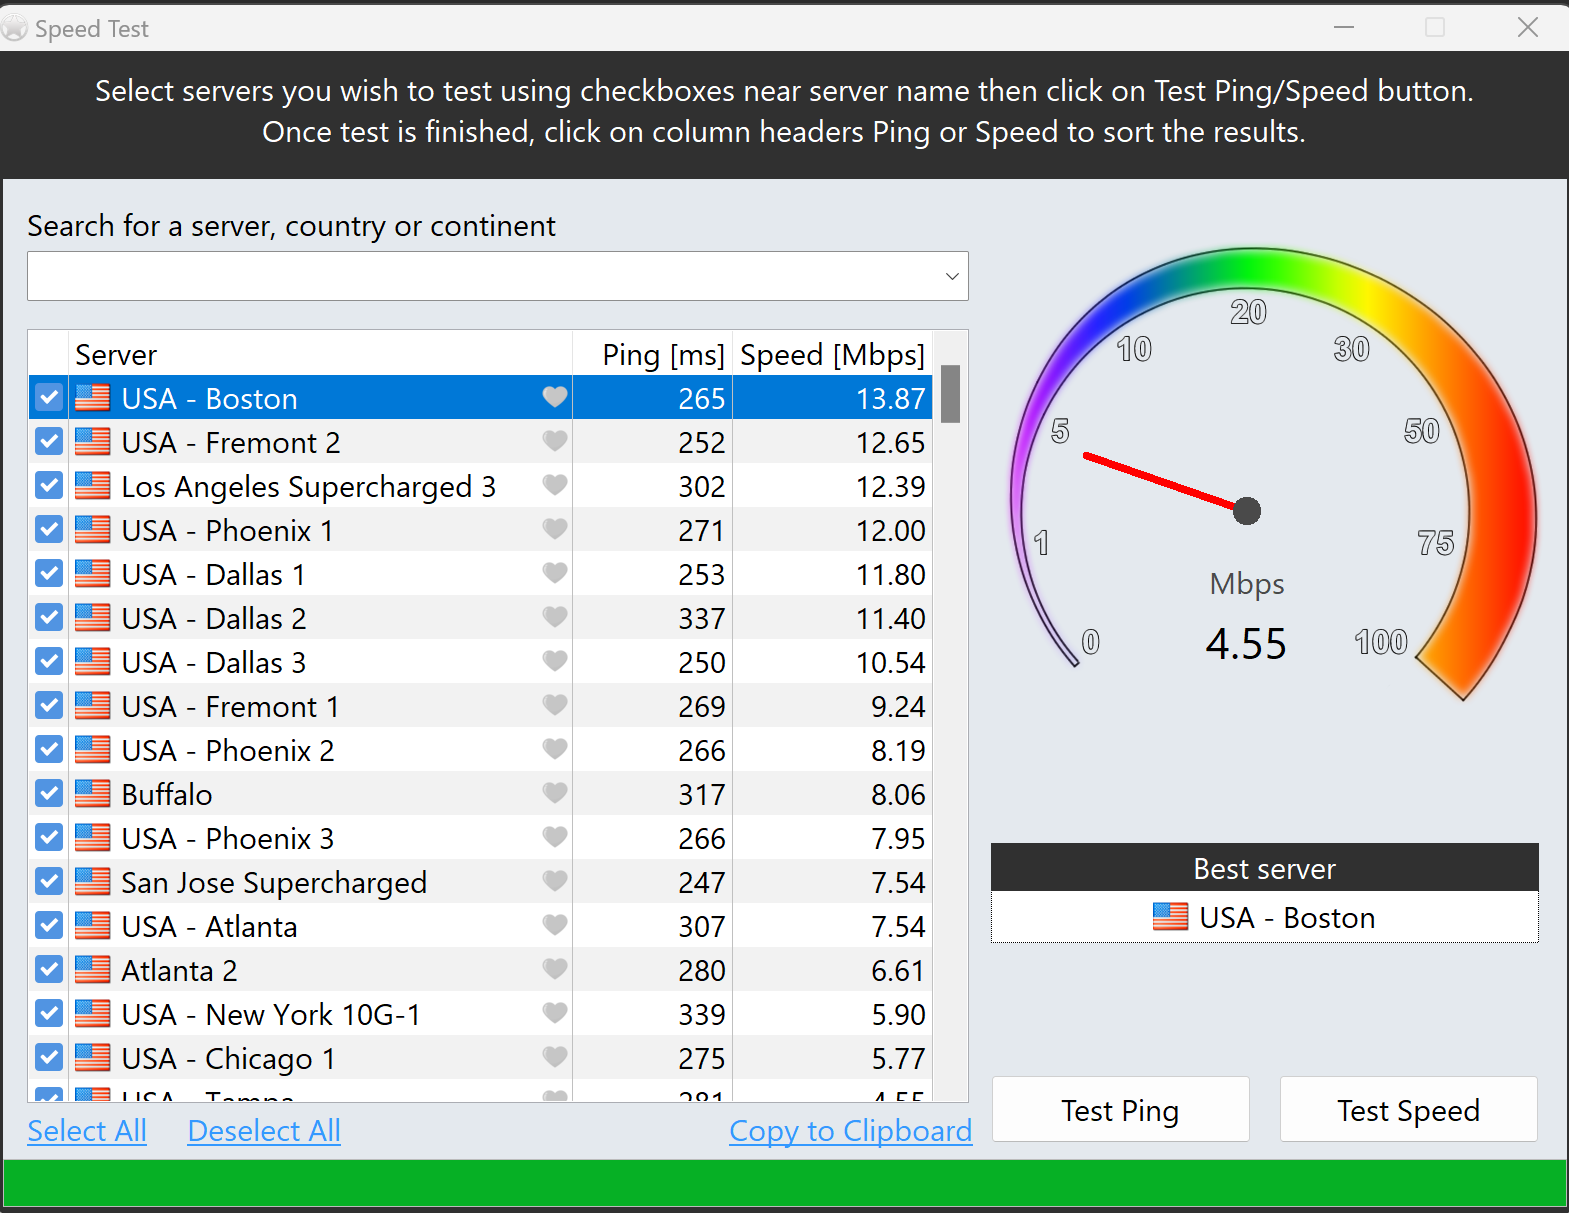 Speed Test
Select servers you wish to test using checkboxes near server name then click on Test Ping/Speed button.
Once test is finished, click on column headers Ping or Speed to sort the results.
Search for a server, country or continent
Server Ping [ms] Speed [Mbps]
USA - Boston 265 13.87
USA - Fremont 2 252 12.65
Los Angeles Supercharged 3 302 12.39
USA - Phoenix 1 271 12.00
USA - Dallas 1 253 11.80
USA - Dallas 2 337 11.40
USA - Dallas 3 250 10.54
USA - Fremont 1 269 9.24
USA - Phoenix 2 266 8.19
Buffalo 317 8.06
USA - Phoenix 3 266 7.95
San Jose Supercharged 247 7.54
USA - Atlanta 307 7.54
Atlanta 2 280 6.61
USA - New York 10G-1 339 5.90
USA - Chicago 1 275 5.77
USA - Tampa 281 4.55
Select All Deselect All Copy to Clipboard
0
1
5
10
20
30
50
75
100
Mbps
4.55
Best server
USA - Boston
Test Ping
Test Speed